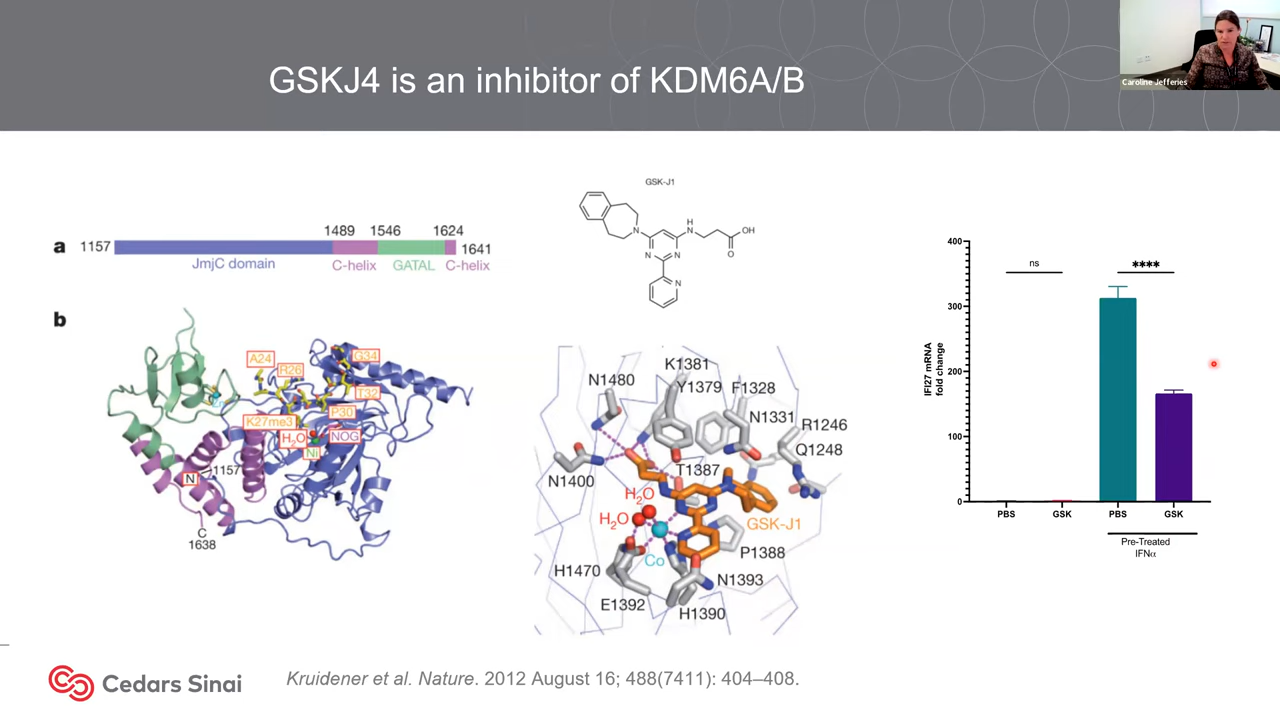 GSKJ4 is an inhibitor of KDM6A/B
Caroline Jefferies
a
1157
1489
1546
1624
1641
JmjC domain
C-helix
GATAL
C-helix
b
A24
R26
G34
T32
P30
K27me3
H₂O
NOG
Ni
Zn
N
1157
C
1638
GSK-J1
N
H
N
OH
O
N
N
N
K1381
Y1379
N1480
F1328
N1331
R1246
Q1248
N1400
T1387
H₂O
H₂O
GSK-J1
Co
P1388
H1470
N1393
E1392
H1390
IFI27 mRNA
fold change
400
300
200
100
0
ns
****
PBS
GSK
PBS
GSK
Pre-Treated
IFNα
Cedars Sinai
Kruidener et al. Nature. 2012 August 16; 488(7411): 404–408.